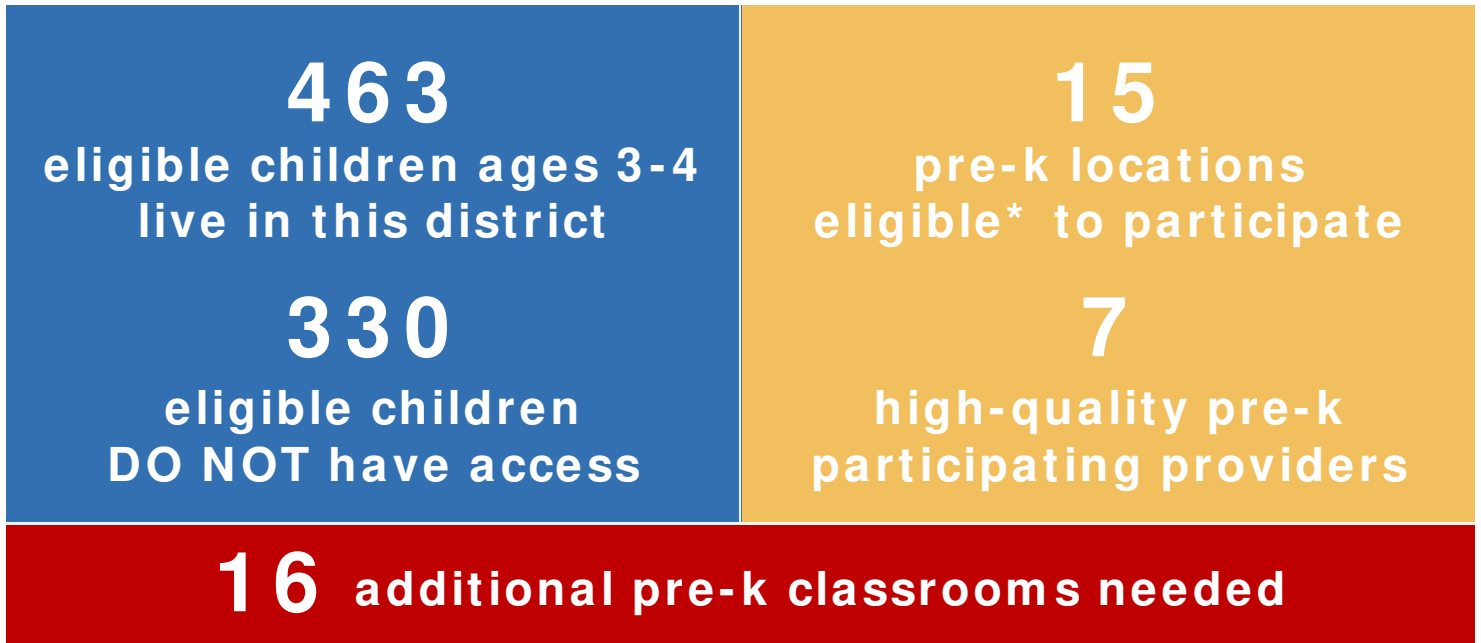 463
eligible children ages 3-4
live in this district
330
eligible children
DO NOT have access
15
pre-k locations
eligible* to participate
7
high-quality pre-k
participating providers
16 additional pre-k classrooms needed